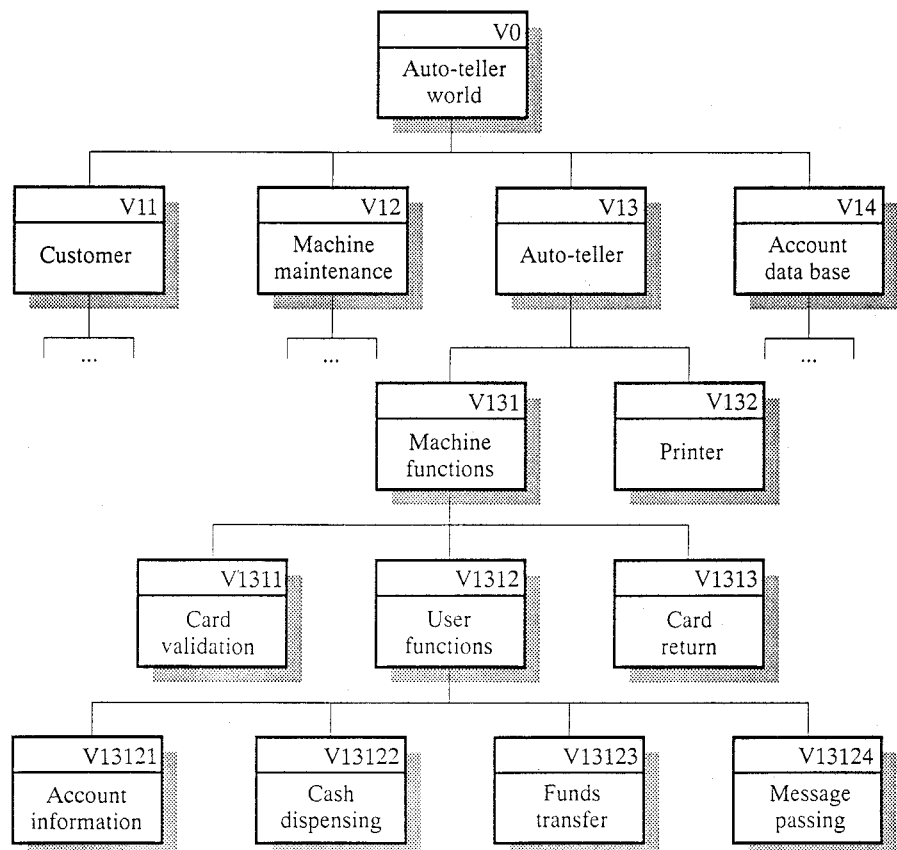 V0
Auto-teller
world
V11
Customer
V12
Machine
maintenance
V13
Auto-teller
V14
Account
data base
...
...
...
V131
Machine
functions
V132
Printer
V1311
Card
validation
V1312
User
functions
V1313
Card
return
V13121
Account
information
V13122
Cash
dispensing
V13123
Funds
transfer
V13124
Message
passing